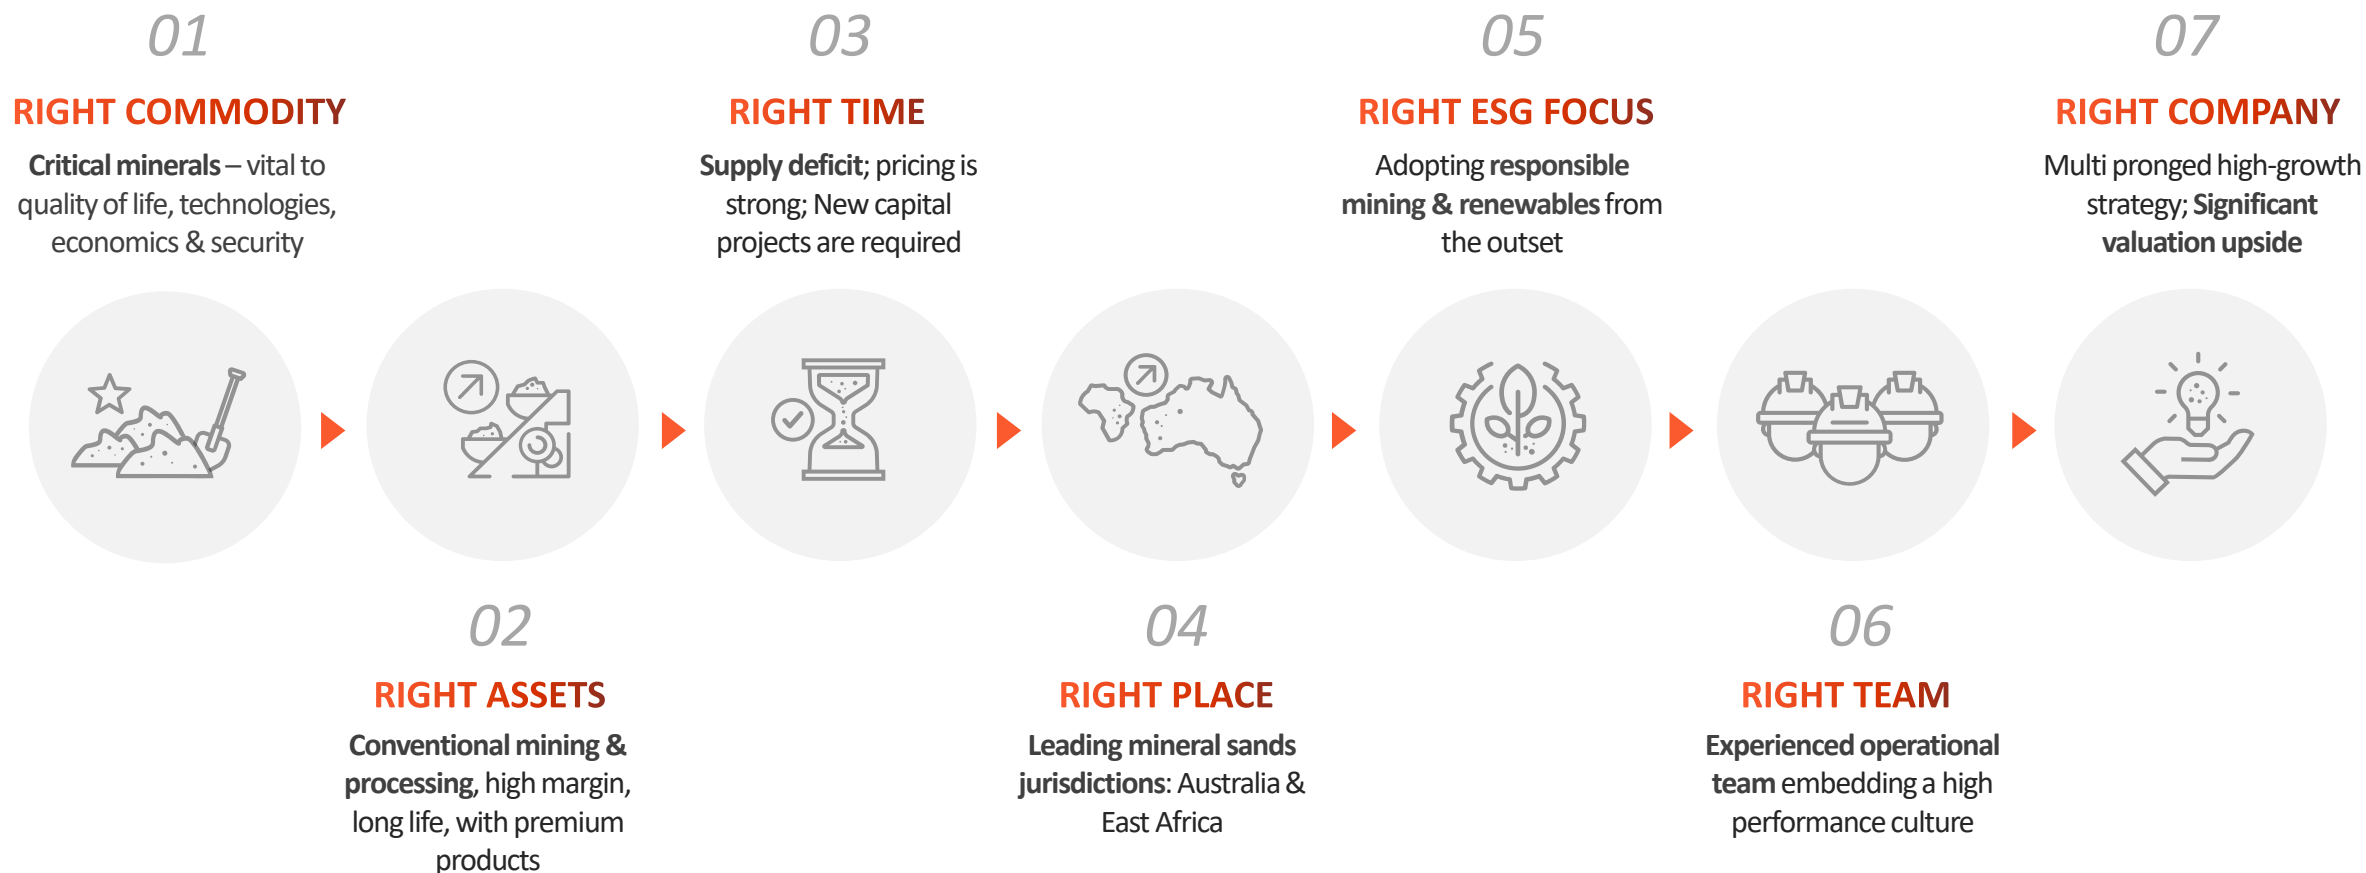 01
RIGHT COMMODITY
Critical minerals – vital to
quality of life, technologies,
economics & security
02
RIGHT ASSETS
Conventional mining &
processing, high margin,
long life, with premium
products
03
RIGHT TIME
Supply deficit; pricing is
strong; New capital
projects are required
04
RIGHT PLACE
Leading mineral sands
jurisdictions: Australia &
East Africa
05
RIGHT ESG FOCUS
Adopting responsible
mining & renewables from
the outset
06
RIGHT TEAM
Experienced operational
team embedding a high
performance culture
07
RIGHT COMPANY
Multi pronged high-growth
strategy; Significant
valuation upside